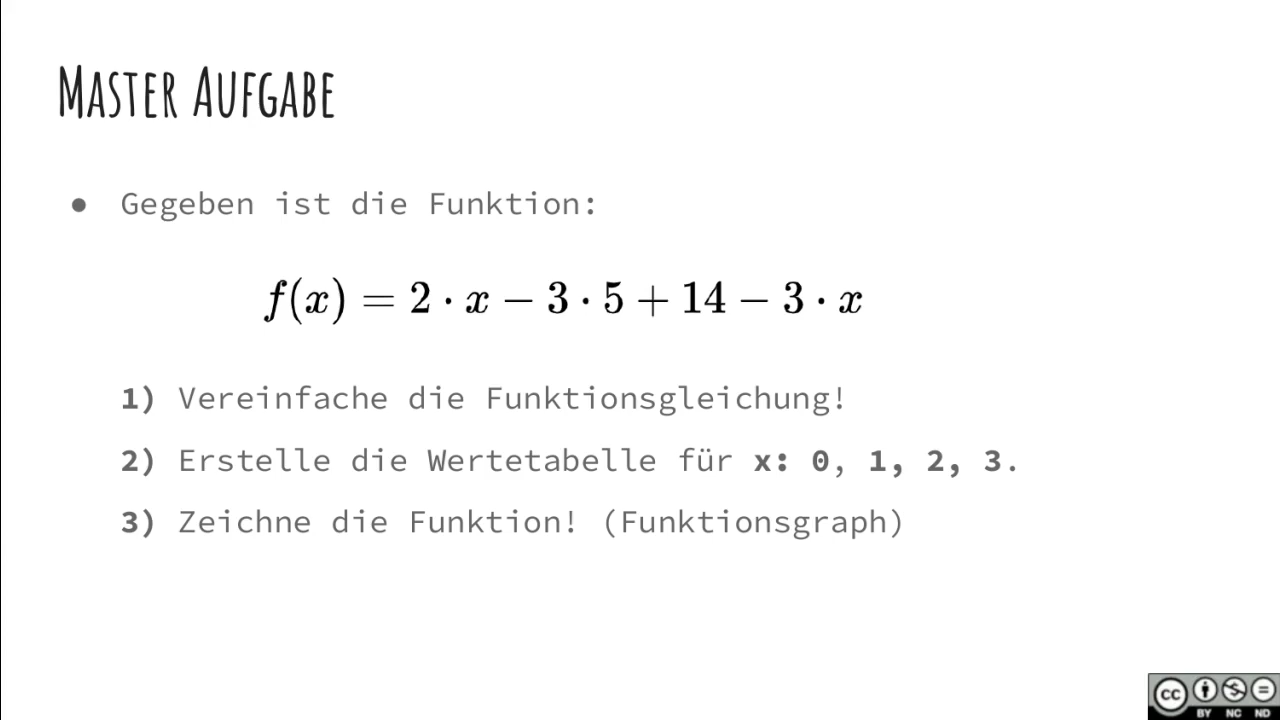 Master Aufgabe
● Gegeben ist die Funktion:
f(x) = 2 · x − 3 · 5 + 14 − 3 · x
1) Vereinfache die Funktionsgleichung!
2) Erstelle die Wertetabelle für x: 0, 1, 2, 3.
3) Zeichne die Funktion! (Funktionsgraph)
cc
BY NC ND